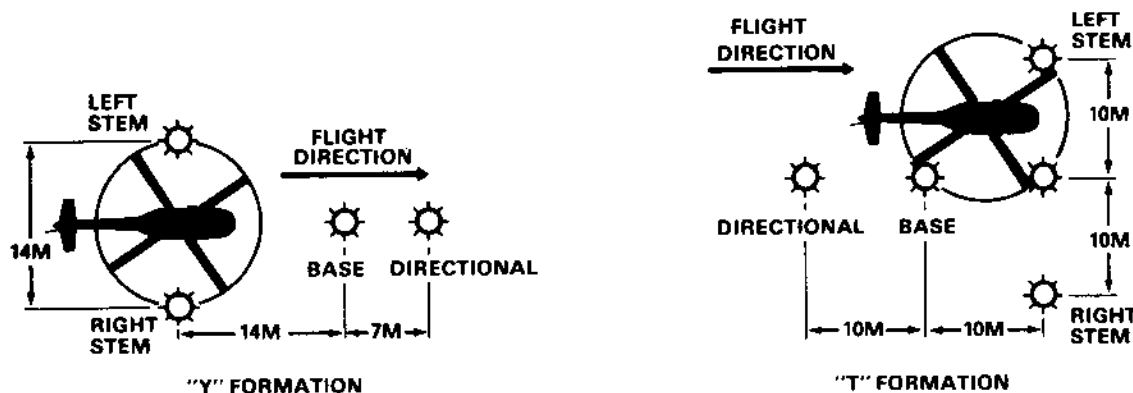 LEFT
STEM
FLIGHT
DIRECTION
14M
BASE
DIRECTIONAL
RIGHT
STEM
14M
7M
"Y" FORMATION
FLIGHT
DIRECTION
LEFT
STEM
10M
DIRECTIONAL
BASE
10M
10M
10M
RIGHT
STEM
"T" FORMATION